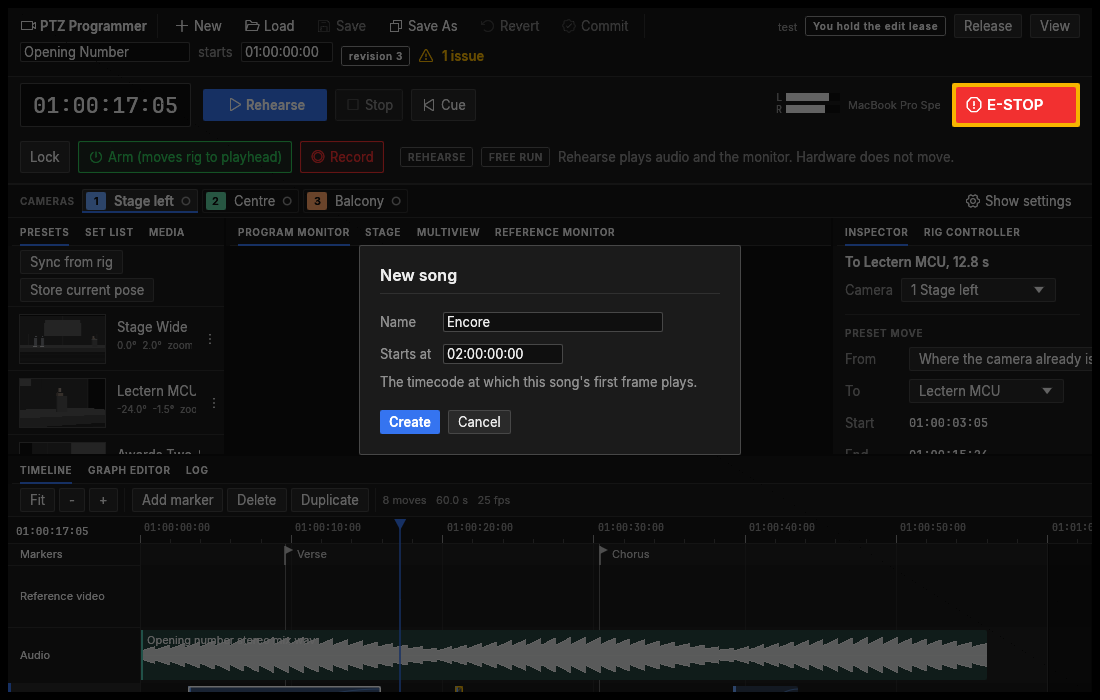 PTZ Programmer
New Load Save Save As Revert Commit
test You hold the edit lease Release View
Opening Number starts 01:00:00:00 revision 3 1 issue
01:00:17:05 Rehearse Stop Cue
L
R
MacBook Pro Spe
E-STOP
Lock Arm (moves rig to playhead) Record REHEARSE FREE RUN Rehearse plays audio and the monitor. Hardware does not move.
CAMERAS 1 Stage left 2 Centre 3 Balcony Show settings
PRESETS SET LIST MEDIA
PROGRAM MONITOR STAGE MULTIVIEW REFERENCE MONITOR
INSPECTOR RIG CONTROLLER
Sync from rig
Store current pose
Stage Wide
0.0° 2.0° zoom
Lectern MCU
-24.0° -1.5° zoo
New song
Name Encore
Starts at 02:00:00:00
The timecode at which this song's first frame plays.
Create Cancel
To Lectern MCU, 12.8 s
Camera 1 Stage left
PRESET MOVE
From Where the camera already is
To Lectern MCU
Start 01:00:03:05
TIMELINE GRAPH EDITOR LOG
Fit - + Add marker Delete Duplicate 8 moves 60.0 s 25 fps
01:00:17:05 01:00:00:00 01:00:10:00 01:00:20:00 01:00:30:00 01:00:40:00 01:00:50:00 01:01:0
Markers Verse Chorus
Reference video
Audio